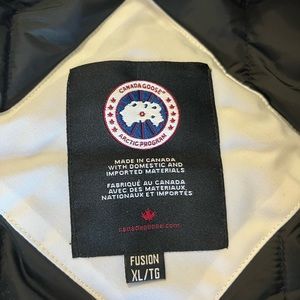 CANADA GOOSE
ARCTIC PROGRAM
MADE IN CANADA
WITH DOMESTIC AND
IMPORTED MATERIALS
FABRIQUÉ AU CANADA
AVEC DES MATERIAUX
NATIONAUX ET IMPORTÉS
canadagoose.com
FUSION
XL/TG